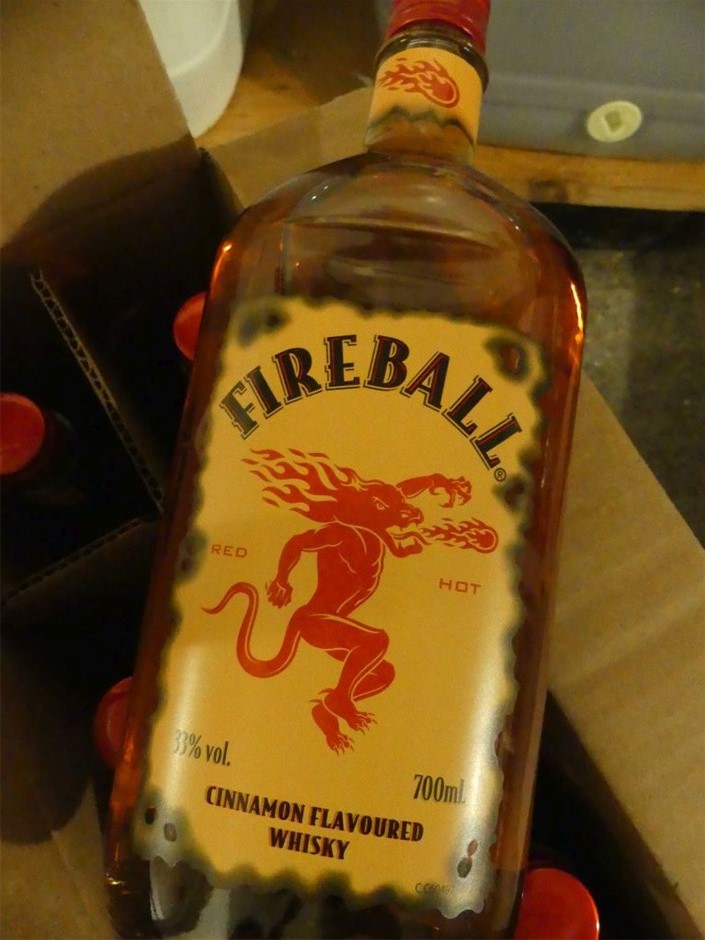 FIREBALL®
RED
HOT
33% vol.
700mL
CINNAMON FLAVOURED
WHISKY